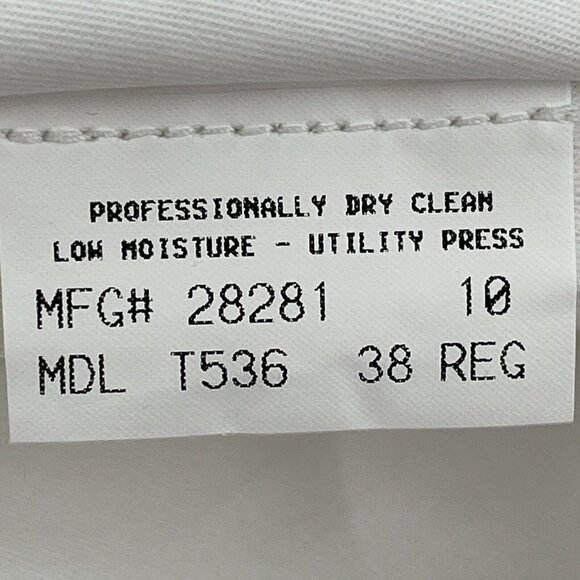 PROFESSIONALLY DRY CLEAN
LOW MOISTURE - UTILITY PRESS
MFG# 28281 10
MDL T536 38 REG